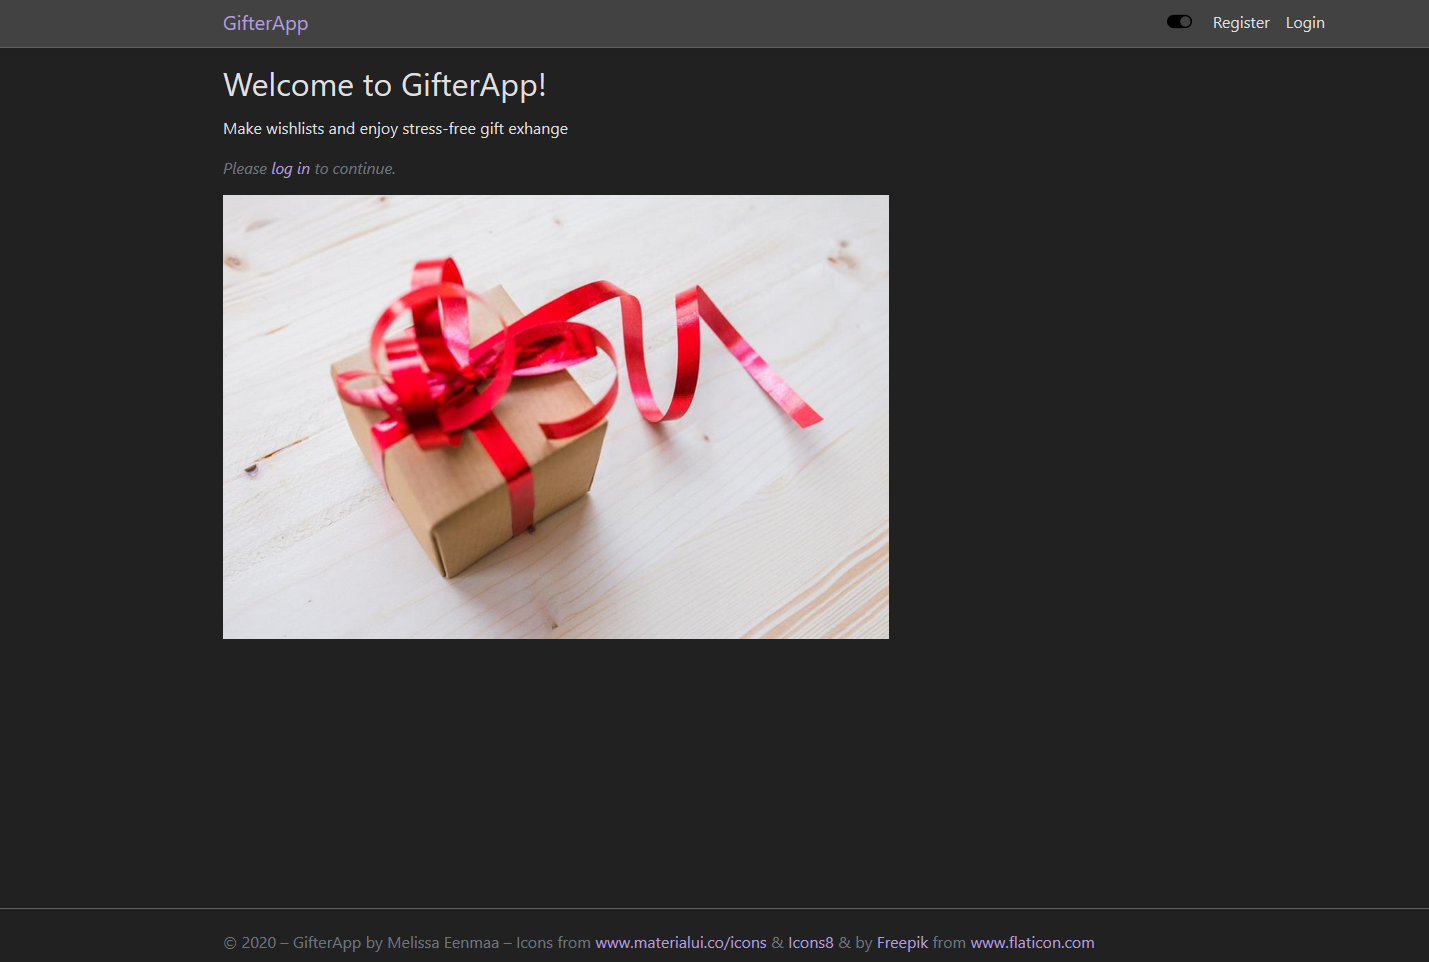 GifterApp
Register Login
Welcome to GifterApp!
Make wishlists and enjoy stress-free gift exhange
Please log in to continue.
© 2020 – GifterApp by Melissa Eenmaa – Icons from www.materialui.co/icons & Icons8 & by Freepik from www.flaticon.com